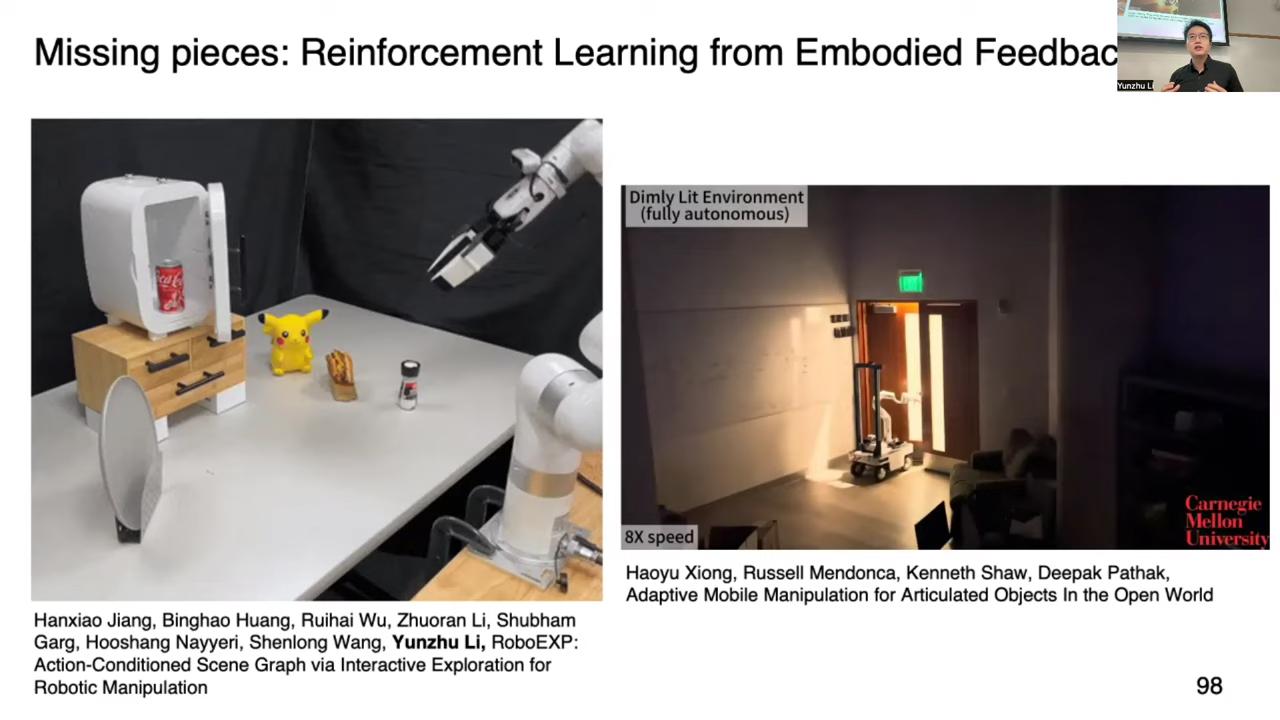 Missing pieces: Reinforcement Learning from Embodied Feedbac
Yunzhu Li
Dimly Lit Environment
(fully autonomous)
8X speed
Carnegie
Mellon
University
Hanxiao Jiang, Binghao Huang, Ruihai Wu, Zhuoran Li, Shubham
Garg, Hooshang Nayyeri, Shenlong Wang, Yunzhu Li, RoboEXP:
Action-Conditioned Scene Graph via Interactive Exploration for
Robotic Manipulation
Haoyu Xiong, Russell Mendonca, Kenneth Shaw, Deepak Pathak,
Adaptive Mobile Manipulation for Articulated Objects In the Open World
98